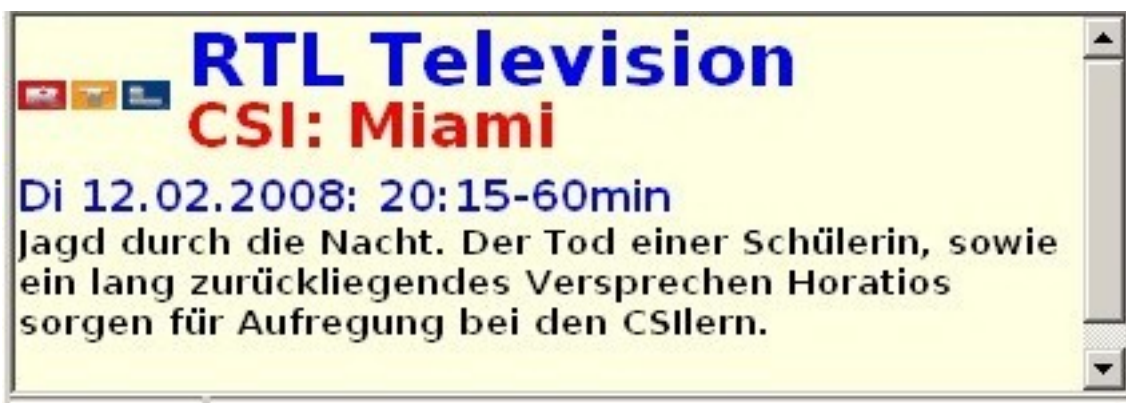 RTL Television
CSI: Miami
Di 12.02.2008: 20:15-60min
Jagd durch die Nacht. Der Tod einer Schülerin, sowie
ein lang zurückliegendes Versprechen Horatios
sorgen für Aufregung bei den CSIlern.